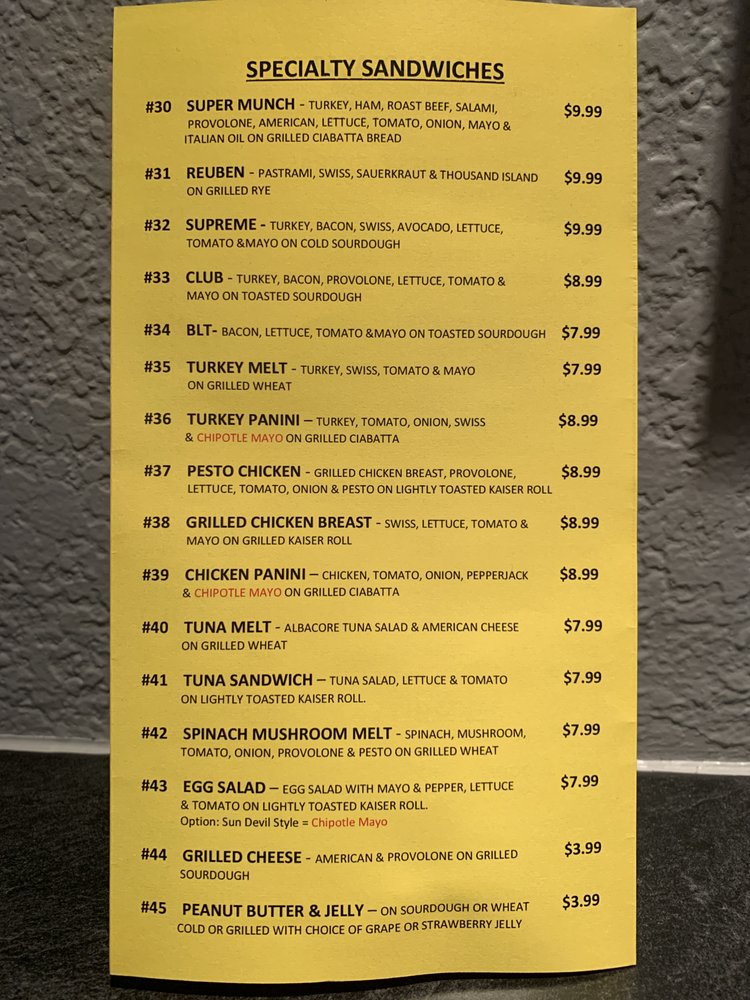 SPECIALTY SANDWICHES
#30 SUPER MUNCH - TURKEY, HAM, ROAST BEEF, SALAMI, $9.99
PROVOLONE, AMERICAN, LETTUCE, TOMATO, ONION, MAYO &
ITALIAN OIL ON GRILLED CIABATTA BREAD
#31 REUBEN - PASTRAMI, SWISS, SAUERKRAUT & THOUSAND ISLAND $9.99
ON GRILLED RYE
#32 SUPREME - TURKEY, BACON, SWISS, AVOCADO, LETTUCE, $9.99
TOMATO &MAYO ON COLD SOURDOUGH
#33 CLUB - TURKEY, BACON, PROVOLONE, LETTUCE, TOMATO & $8.99
MAYO ON TOASTED SOURDOUGH
#34 BLT- BACON, LETTUCE, TOMATO &MAYO ON TOASTED SOURDOUGH $7.99
#35 TURKEY MELT - TURKEY, SWISS, TOMATO & MAYO $7.99
ON GRILLED WHEAT
#36 TURKEY PANINI – TURKEY, TOMATO, ONION, SWISS $8.99
& CHIPOTLE MAYO ON GRILLED CIABATTA
#37 PESTO CHICKEN - GRILLED CHICKEN BREAST, PROVOLONE, $8.99
LETTUCE, TOMATO, ONION & PESTO ON LIGHTLY TOASTED KAISER ROLL
#38 GRILLED CHICKEN BREAST - SWISS, LETTUCE, TOMATO & $8.99
MAYO ON GRILLED KAISER ROLL
#39 CHICKEN PANINI – CHICKEN, TOMATO, ONION, PEPPERJACK $8.99
& CHIPOTLE MAYO ON GRILLED CIABATTA
#40 TUNA MELT - ALBACORE TUNA SALAD & AMERICAN CHEESE $7.99
ON GRILLED WHEAT
#41 TUNA SANDWICH – TUNA SALAD, LETTUCE & TOMATO $7.99
ON LIGHTLY TOASTED KAISER ROLL.
#42 SPINACH MUSHROOM MELT - SPINACH, MUSHROOM, $7.99
TOMATO, ONION, PROVOLONE & PESTO ON GRILLED WHEAT
#43 EGG SALAD – EGG SALAD WITH MAYO & PEPPER, LETTUCE $7.99
& TOMATO ON LIGHTLY TOASTED KAISER ROLL.
Option: Sun Devil Style = Chipotle Mayo
#44 GRILLED CHEESE - AMERICAN & PROVOLONE ON GRILLED $3.99
SOURDOUGH
#45 PEANUT BUTTER & JELLY – ON SOURDOUGH OR WHEAT $3.99
COLD OR GRILLED WITH CHOICE OF GRAPE OR STRAWBERRY JELLY